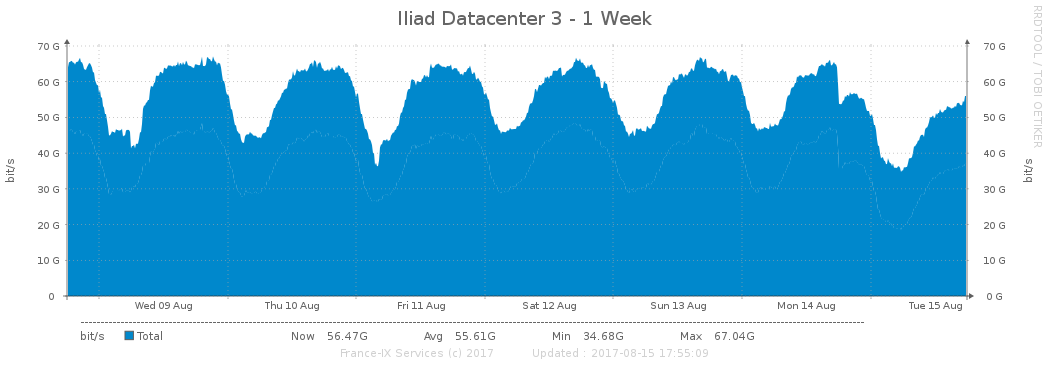 Iliad Datacenter 3 - 1 Week
RRDTOOL / TOBI OETIKER
bit/s
70 G 70 G
60 G 60 G
50 G 50 G
40 G 40 G
30 G 30 G
20 G 20 G
10 G 10 G
0 0 G
bit/s
Wed 09 Aug Thu 10 Aug Fri 11 Aug Sat 12 Aug Sun 13 Aug Mon 14 Aug Tue 15 Aug
bit/s Total Now 56.47G Avg 55.61G Min 34.68G Max 67.04G
France-IX Services (c) 2017 Updated : 2017-08-15 17:55:09